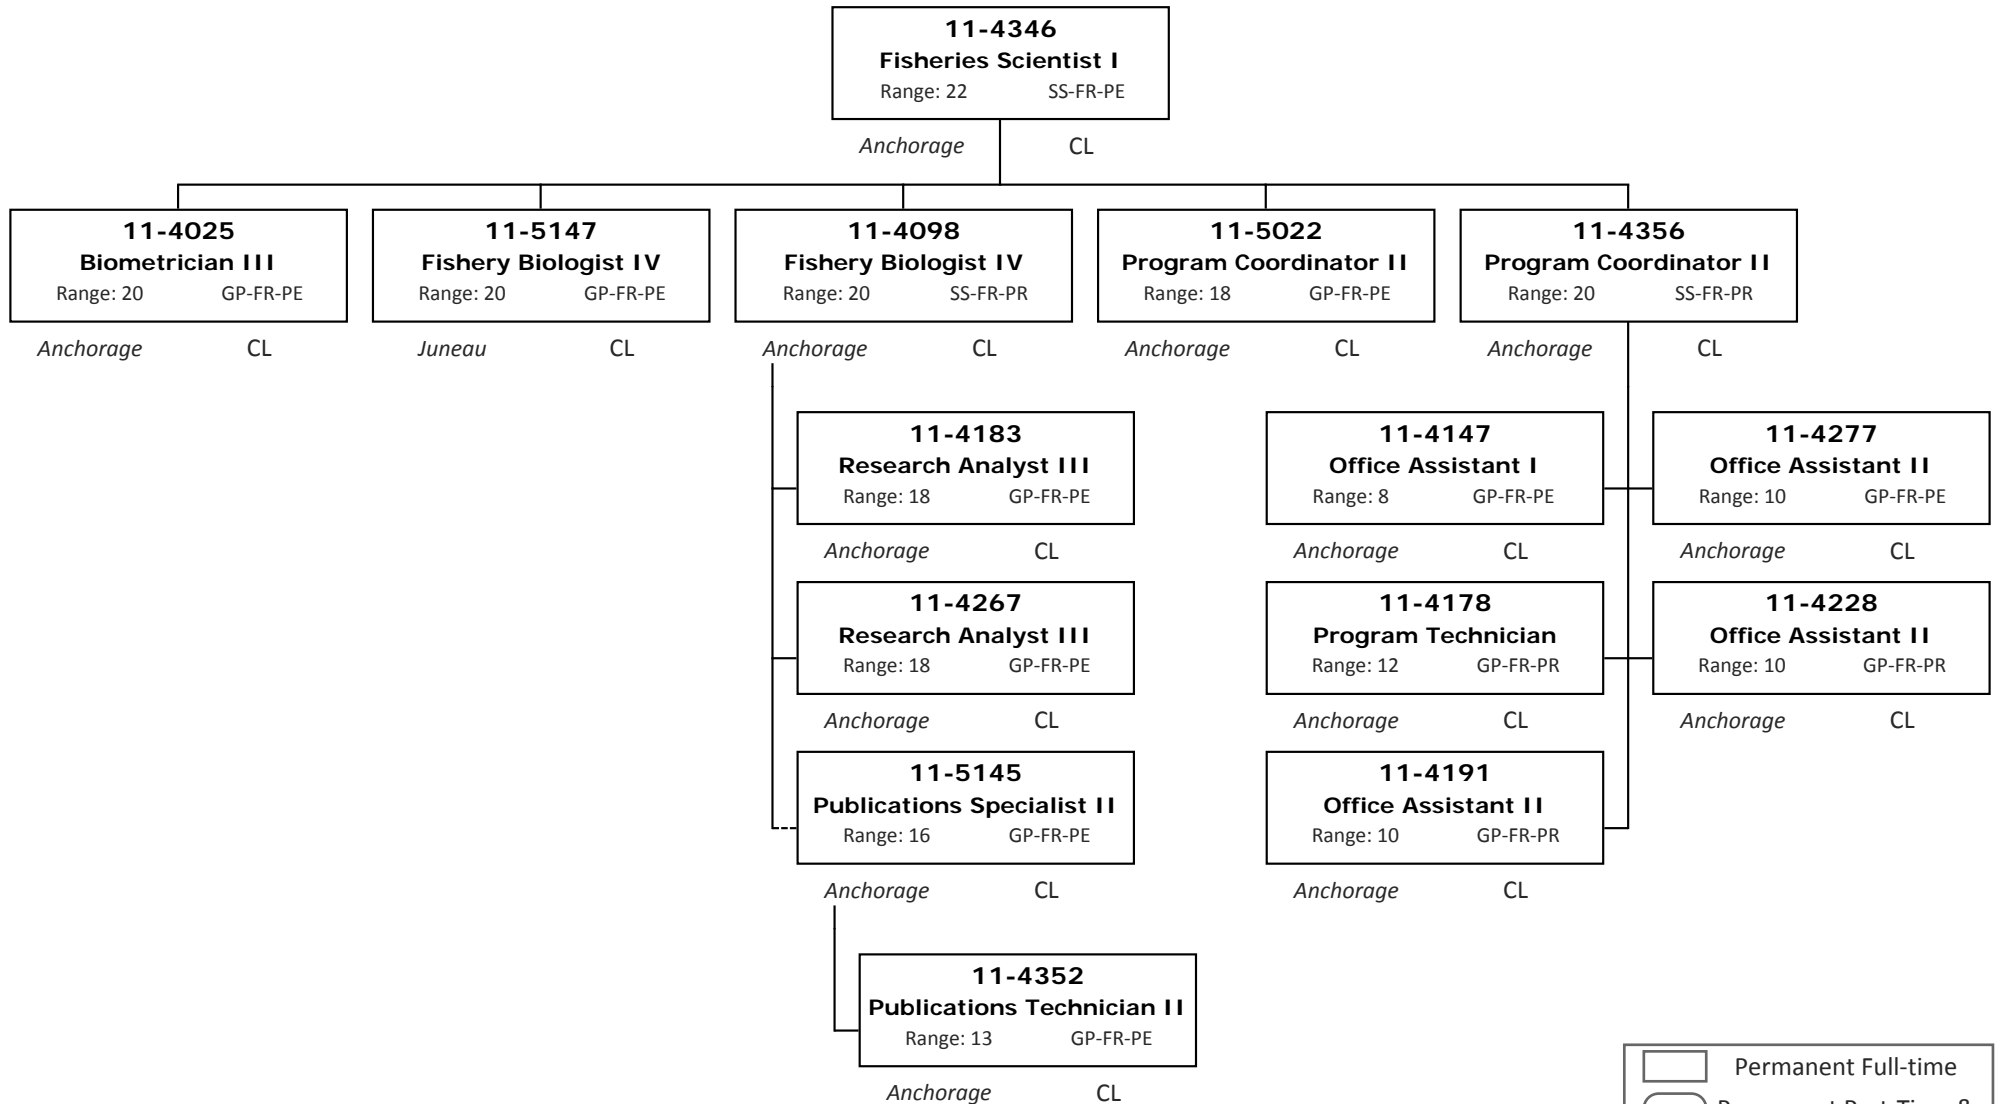 11-4346
Fisheries Scientist I
Range: 22 SS-FR-PE
Anchorage CL
11-4025
Biometrician III
Range: 20 GP-FR-PE
Anchorage CL
11-5147
Fishery Biologist IV
Range: 20 GP-FR-PE
Juneau CL
11-4098
Fishery Biologist IV
Range: 20 SS-FR-PR
Anchorage CL
11-5022
Program Coordinator II
Range: 18 GP-FR-PE
Anchorage CL
11-4356
Program Coordinator II
Range: 20 SS-FR-PR
Anchorage CL
11-4183
Research Analyst III
Range: 18 GP-FR-PE
Anchorage CL
11-4267
Research Analyst III
Range: 18 GP-FR-PE
Anchorage CL
11-5145
Publications Specialist II
Range: 16 GP-FR-PE
Anchorage CL
11-4352
Publications Technician II
Range: 13 GP-FR-PE
Anchorage CL
11-4147
Office Assistant I
Range: 8 GP-FR-PE
Anchorage CL
11-4277
Office Assistant II
Range: 10 GP-FR-PE
Anchorage CL
11-4178
Program Technician
Range: 12 GP-FR-PR
Anchorage CL
11-4228
Office Assistant II
Range: 10 GP-FR-PR
Anchorage CL
11-4191
Office Assistant II
Range: 10 GP-FR-PR
Anchorage CL
Permanent Full-time
Permanent Part-Time &